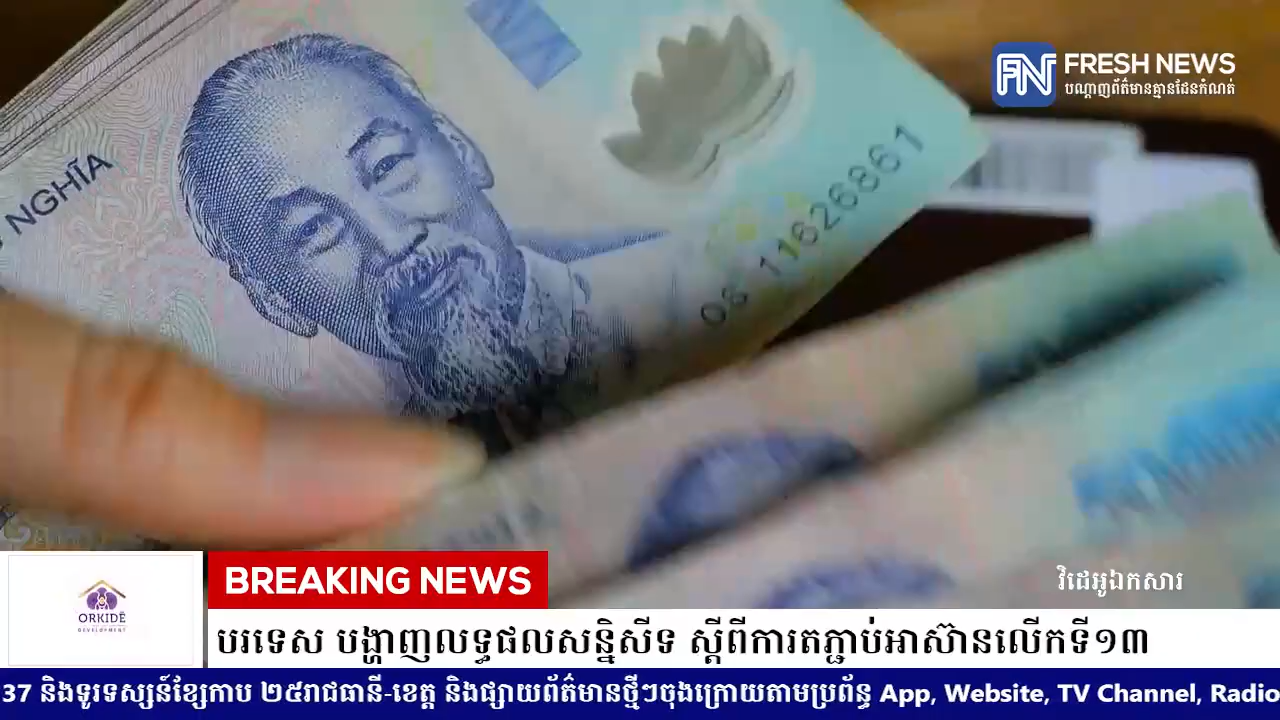 FRESH NEWS
បណ្តាញព័ត៌មានគ្មានដែនកំណត់
NGHĨA
06 11626861
BREAKING NEWS
វិដេអូឯកសារ
ORKIDĒ
DEVELOPMENT
បរទេស បង្ហាញលទ្ធផលសន្និសីទ ស្តីពីការតភ្ជាប់អាស៊ានលើកទី១៣
37 និងទូរទស្សន៍ខ្សែកាប ២៥រាជធានី-ខេត្ត និងផ្សាយព័ត៌មានថ្មីៗចុងក្រោយតាមប្រព័ន្ធ App, Website, TV Channel, Radio